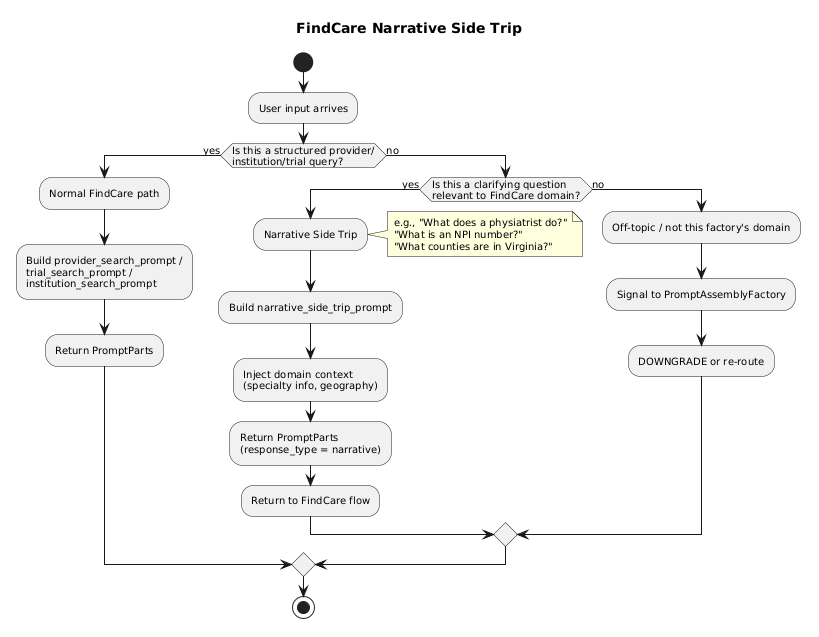 FindCare Narrative Side Trip
User input arrives
yes
Is this a structured provider/
institution/trial query?
no
Normal FindCare path
Build provider_search_prompt /
trial_search_prompt /
institution_search_prompt
Return PromptParts
yes
Is this a clarifying question
relevant to FindCare domain?
no
Narrative Side Trip
e.g., "What does a physiatrist do?"
"What is an NPI number?"
"What counties are in Virginia?"
Build narrative_side_trip_prompt
Inject domain context
(specialty info, geography)
Return PromptParts
(response_type = narrative)
Return to FindCare flow
Off-topic / not this factory's domain
Signal to PromptAssemblyFactory
DOWNGRADE or re-route